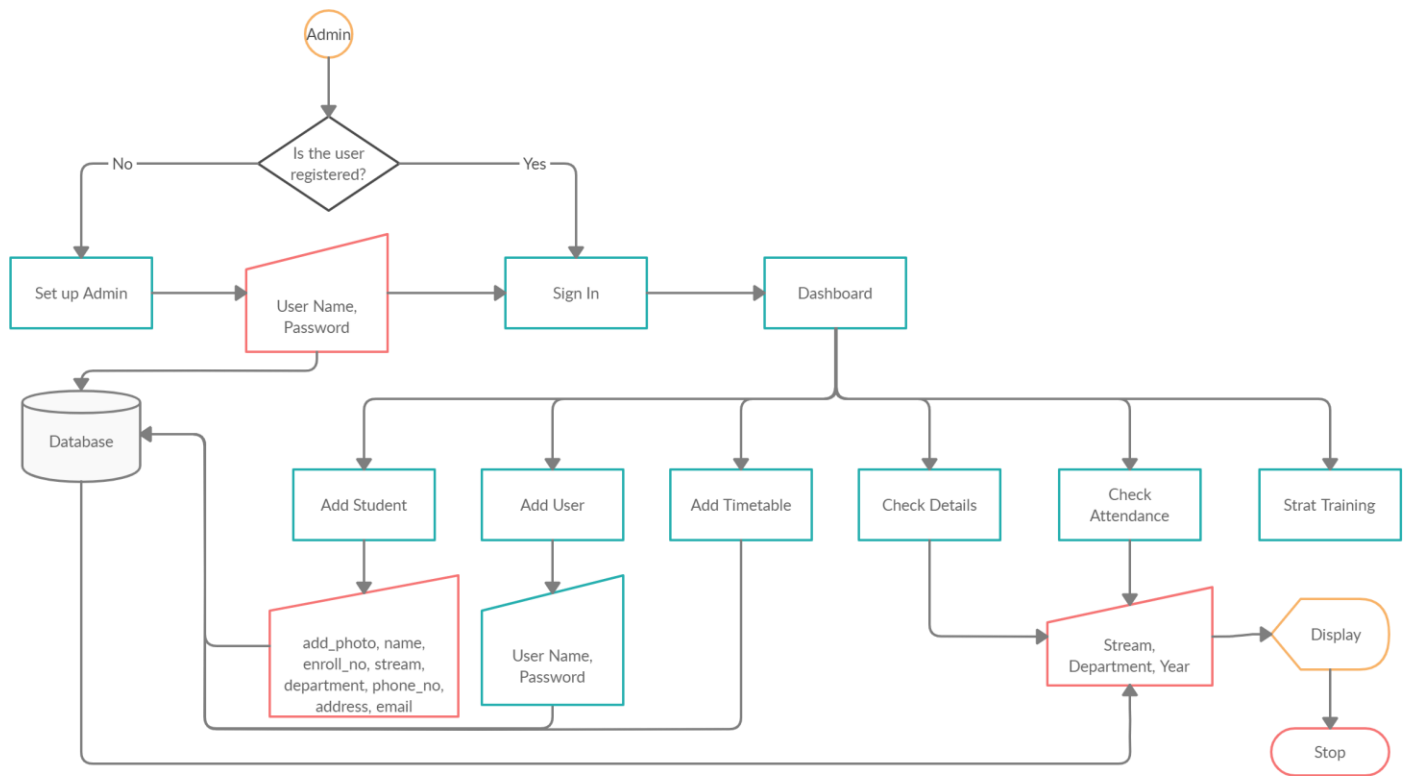 Admin
Is the user
registered?
No
Yes
Set up Admin
User Name,
Password
Sign In
Dashboard
Database
Add Student
Add User
Add Timetable
Check Details
Check
Attendance
Strat Training
add_photo, name,
enroll_no, stream,
department, phone_no,
address, email
User Name,
Password
Stream,
Department, Year
Display
Stop